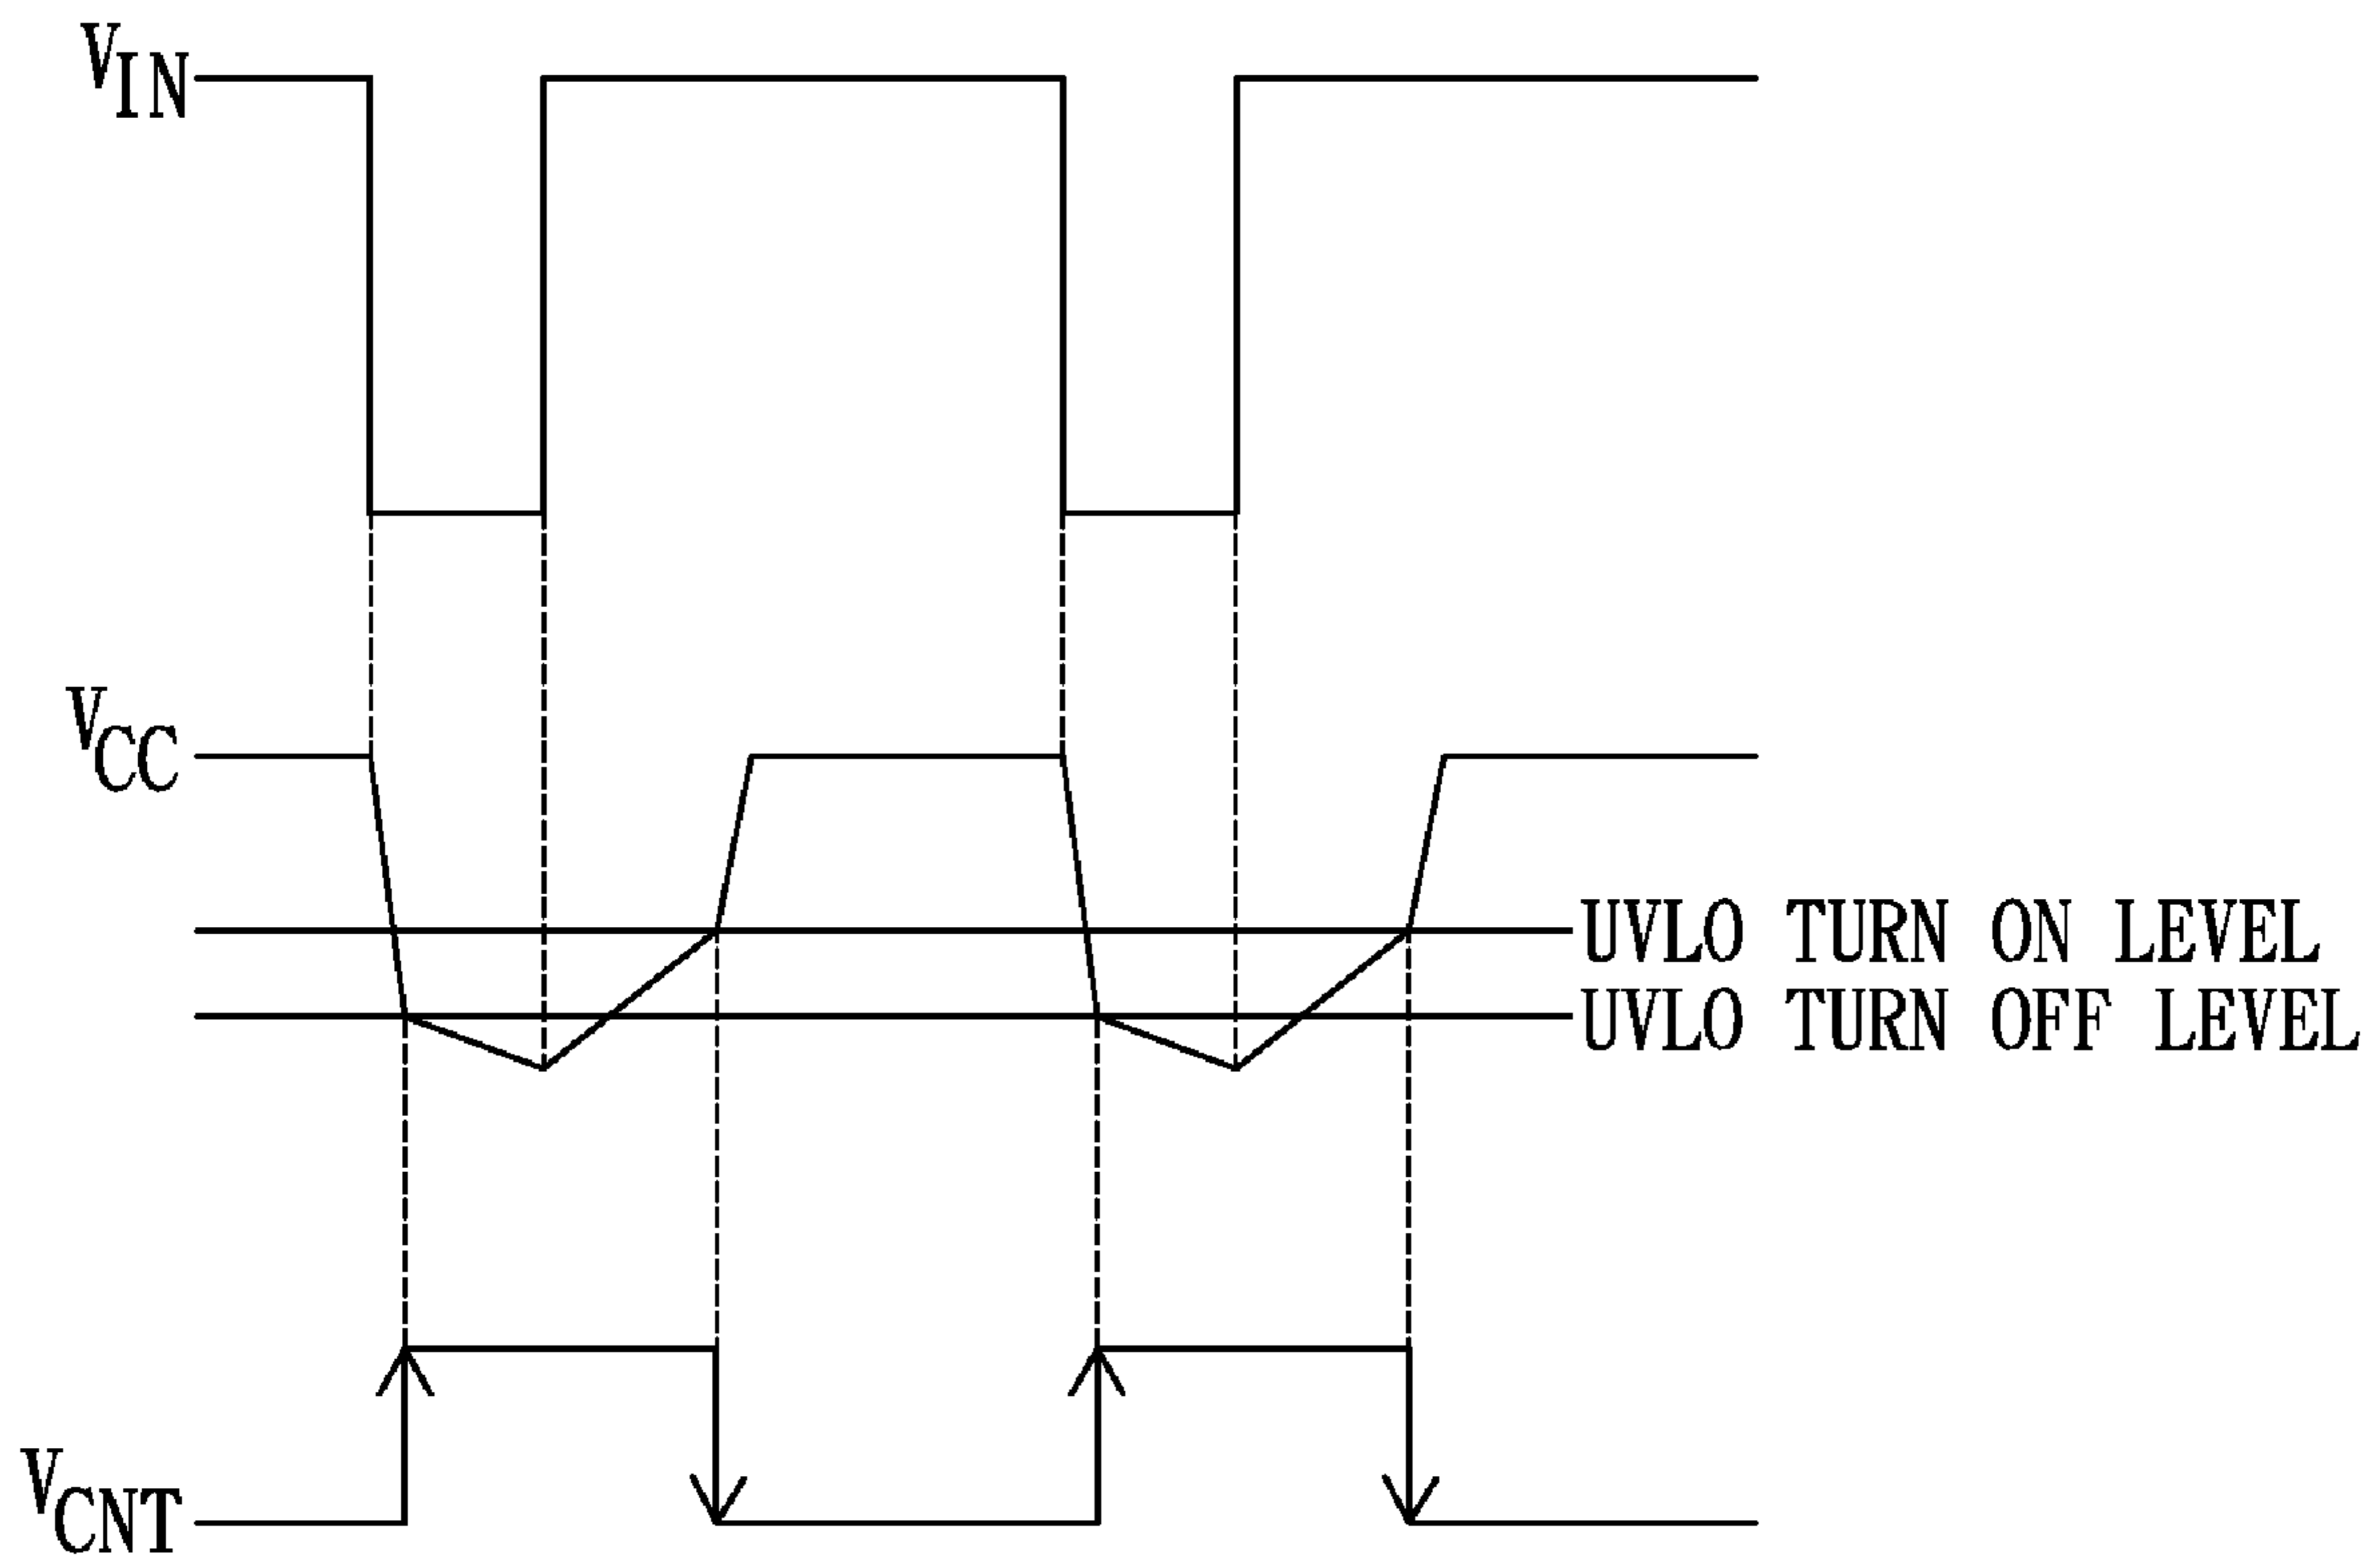 VIN
VCC
UVLO TURN ON LEVEL
UVLO TURN OFF LEVEL
VCNT